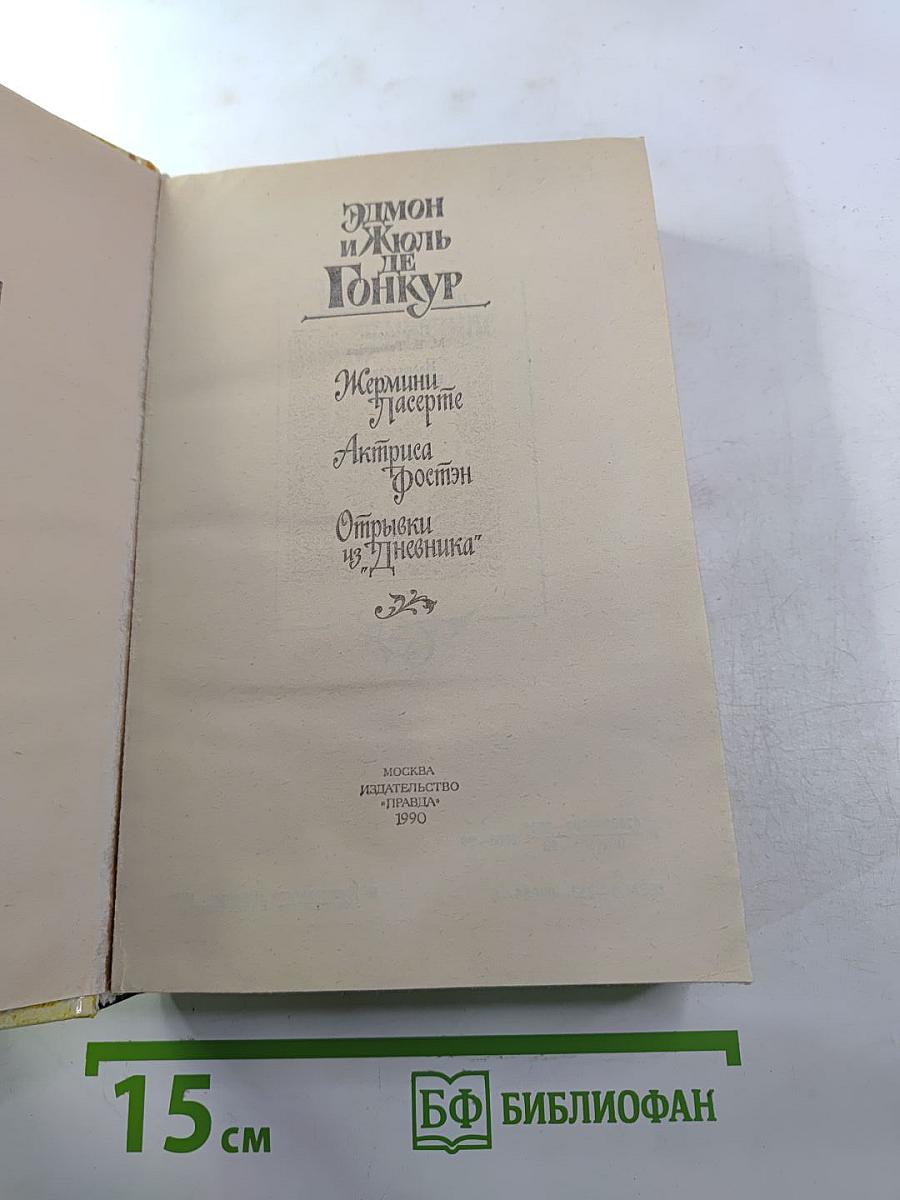 Эдмон
и Жюль
де
Гонкур
Жермини
Ласерте
Актриса
Фостэн
Отрывки
из „Дневника"
МОСКВА
ИЗДАТЕЛЬСТВО
«ПРАВДА»
1990
15 см
БФ БИБЛИОФАН